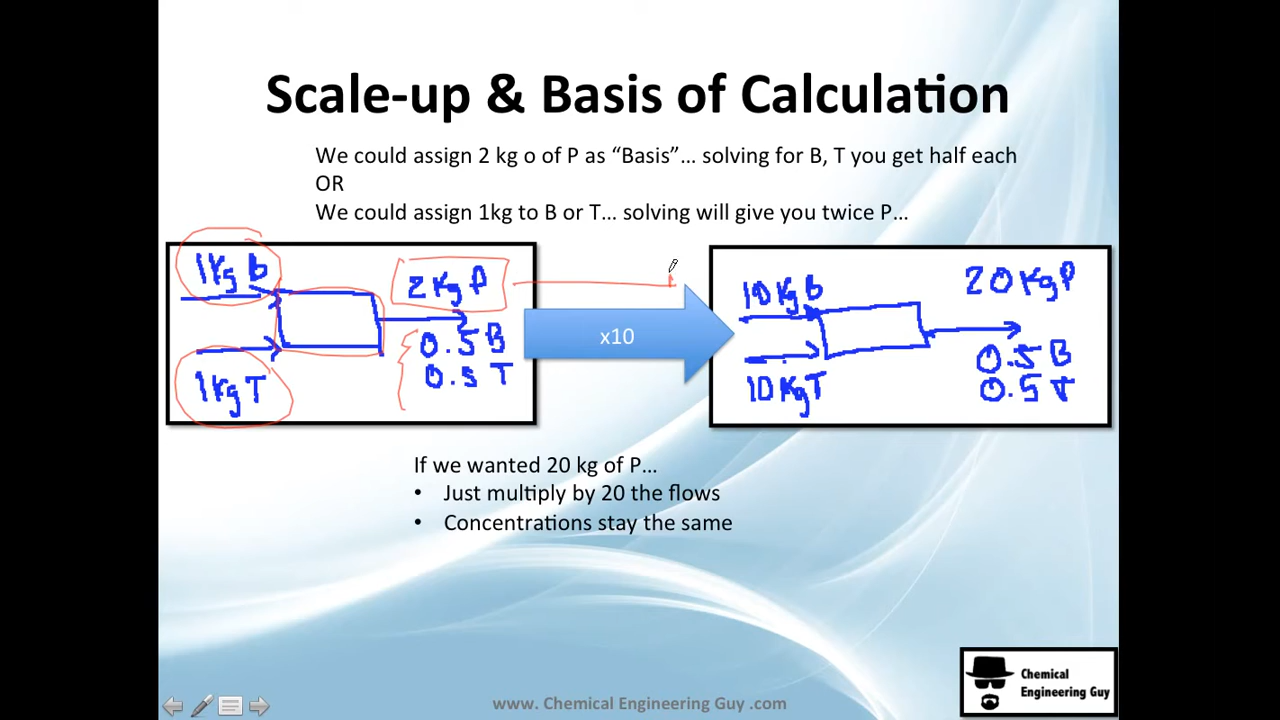 Scale-up & Basis of Calculation
We could assign 2 kg o of P as “Basis”... solving for B, T you get half each
OR
We could assign 1kg to B or T... solving will give you twice P...
1Kg B
2 Kg P
0.5 B
0.5 T
1kg T
x10
10 Kg B
20 Kg P
0.5 B
0.5 T
10 Kg T
If we wanted 20 kg of P...
• Just multiply by 20 the flows
• Concentrations stay the same
www. Chemical Engineering Guy .com
Chemical
Engineering Guy